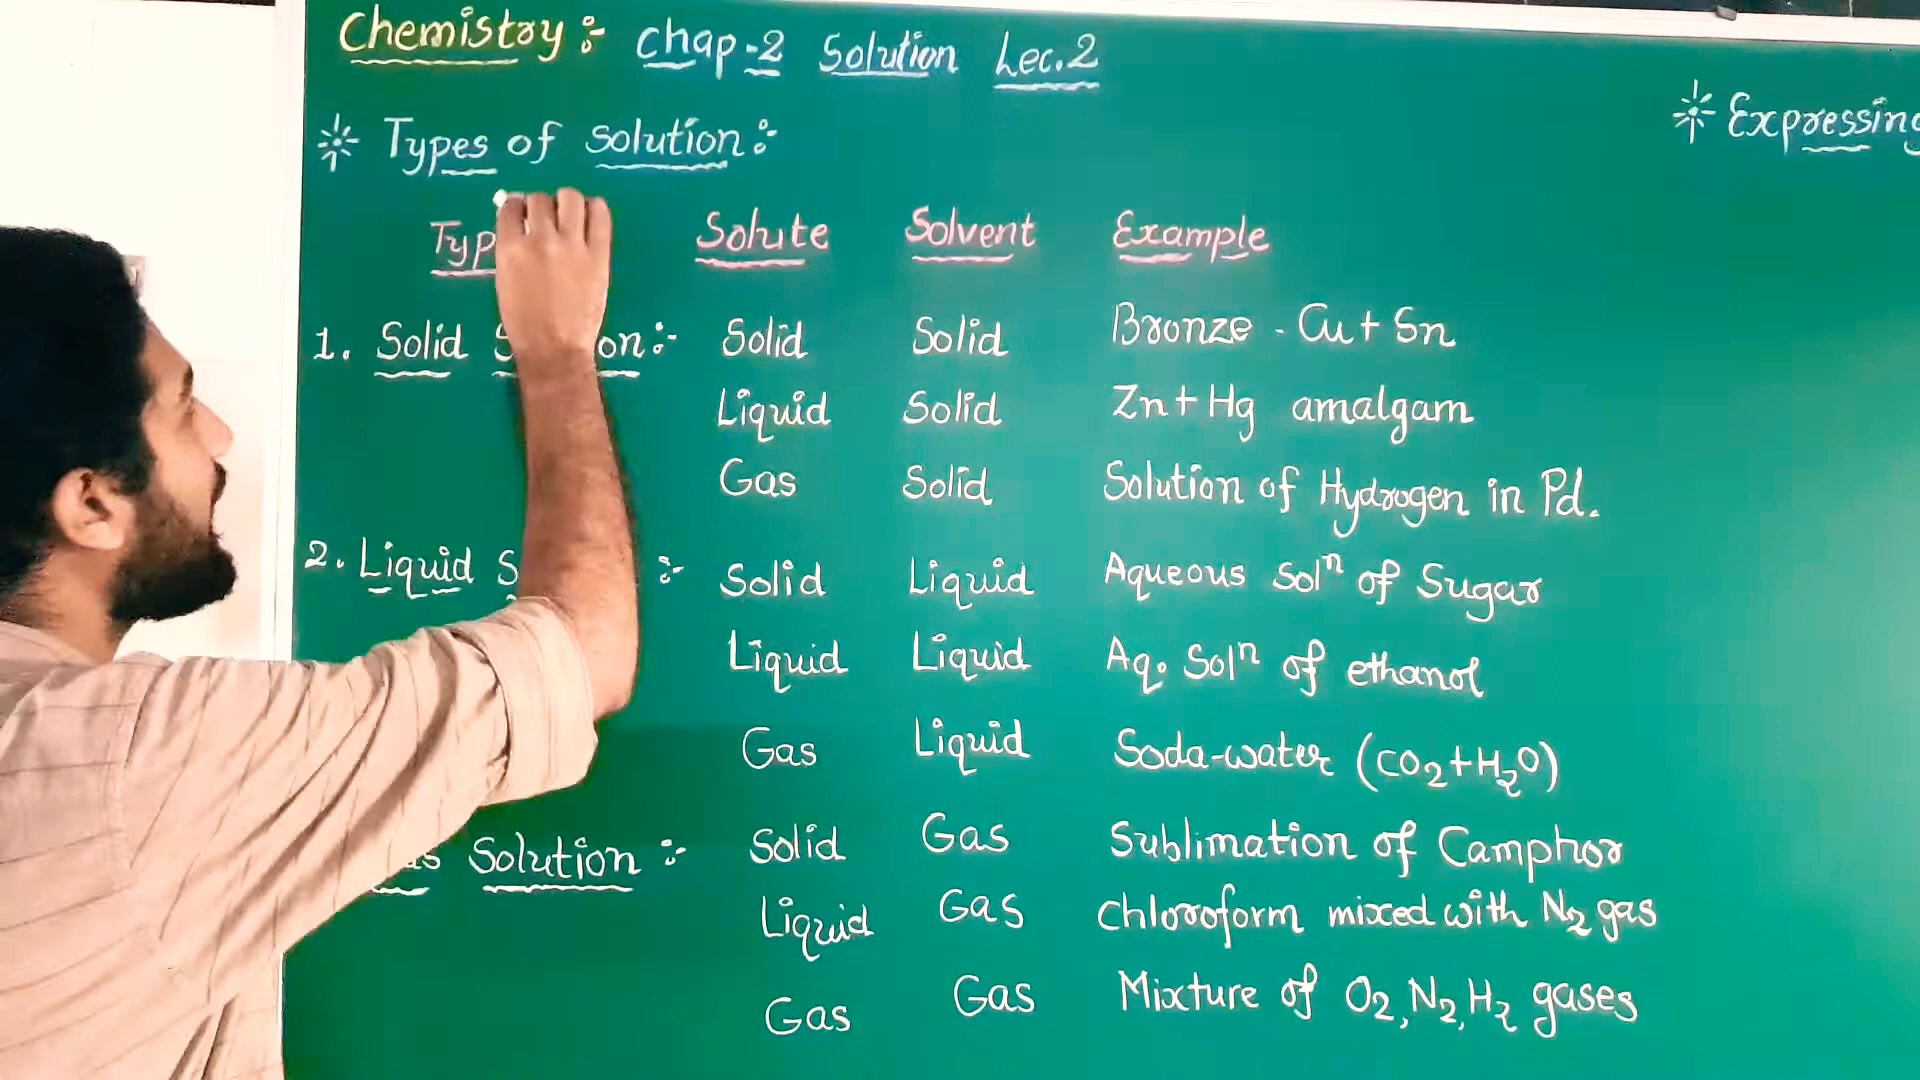 Chemistry:- Chap-2 Solution Lec.2
* Types of Solution:-
* Expressing
Solute Solvent Example
1. Solid :- Solid Solid Bronze - Cu + Sn
Liquid Solid Zn + Hg amalgam
Gas Solid Solution of Hydrogen in Pd.
2. Liquid :- Solid Liquid Aqueous Solⁿ of Sugar
Liquid Liquid Aq. Solⁿ of ethanol
Gas Liquid Soda-water (CO₂+H₂O)
Solution :- Solid Gas Sublimation of Camphor
Liquid Gas Chloroform mixed with N₂ gas
Gas Gas Mixture of O₂, N₂, H₂ gases